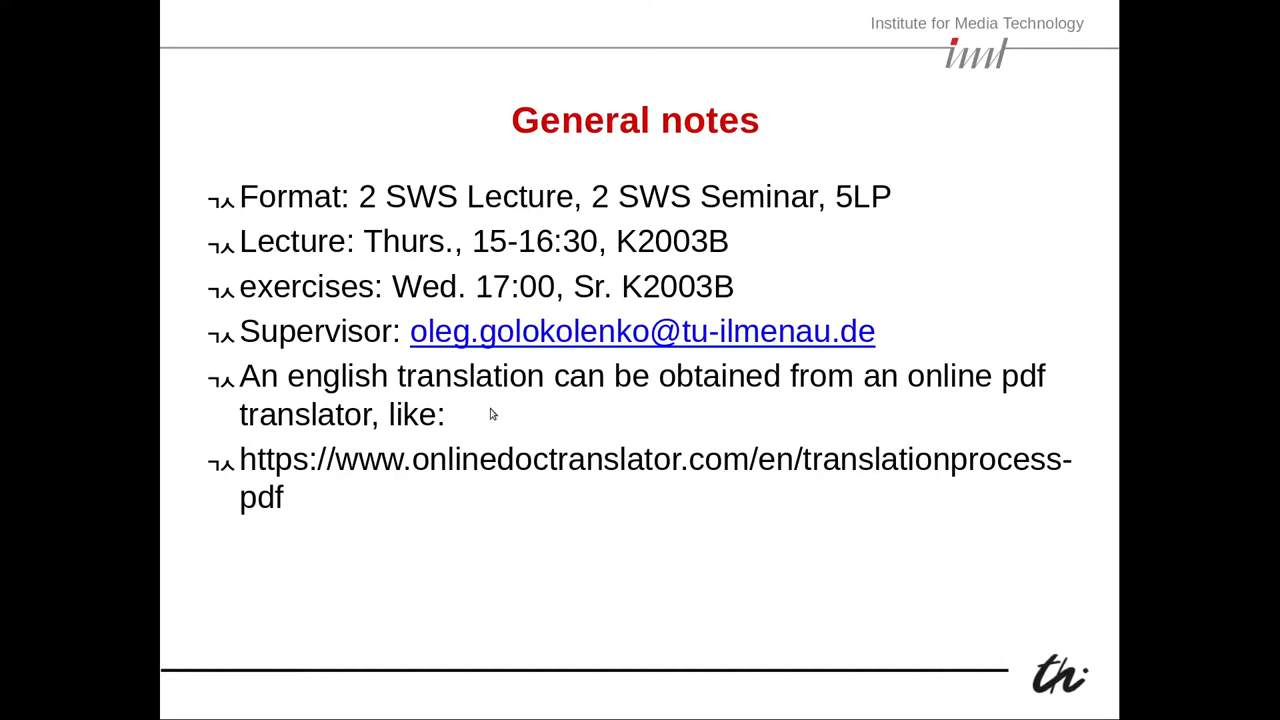 Institute for Media Technology
imt
General notes
Format: 2 SWS Lecture, 2 SWS Seminar, 5LP
Lecture: Thurs., 15-16:30, K2003B
exercises: Wed. 17:00, Sr. K2003B
Supervisor: oleg.golokolenko@tu-ilmenau.de
An english translation can be obtained from an online pdf
translator, like:
https://www.onlinedoctranslator.com/en/translationprocess-
pdf
th